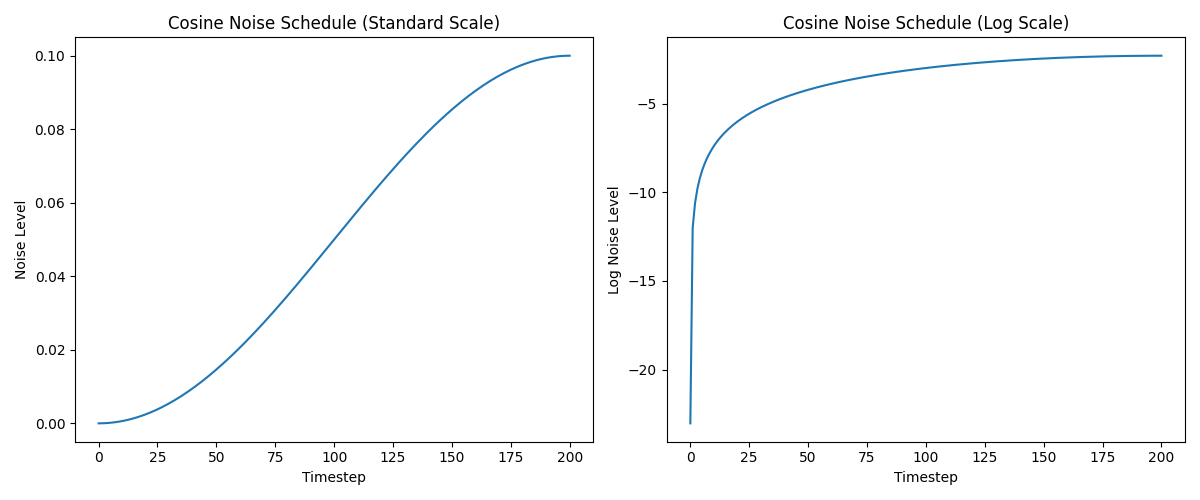 Cosine Noise Schedule (Standard Scale)
0.10
0.08
0.06
0.04
0.02
0.00
Noise Level
0 25 50 75 100 125 150 175 200
Timestep
Cosine Noise Schedule (Log Scale)
−5
−10
−15
−20
Log Noise Level
0 25 50 75 100 125 150 175 200
Timestep